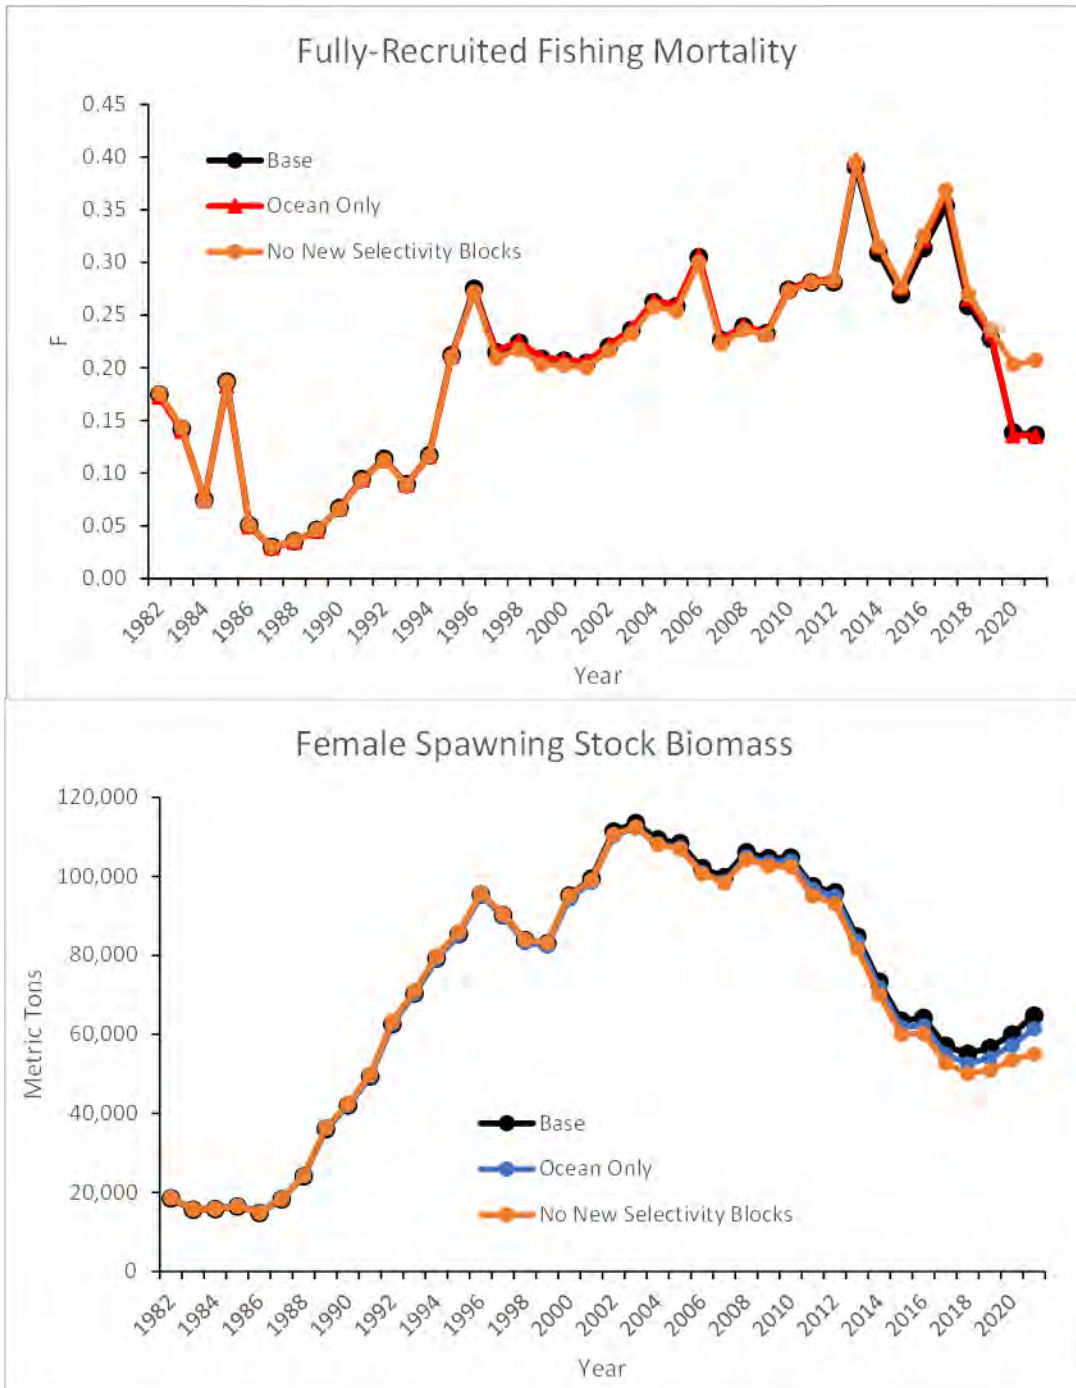 Fully-Recruited Fishing Mortality
0.45
0.40
0.35
0.30
0.25
0.20
0.15
0.10
0.05
0.00
F
Base
Ocean Only
No New Selectivity Blocks
1982 1984 1986 1988 1990 1992 1994 1996 1998 2000 2002 2004 2006 2008 2010 2012 2014 2016 2018 2020
Year
Female Spawning Stock Biomass
120,000
100,000
80,000
60,000
40,000
20,000
0
Metric Tons
Base
Ocean Only
No New Selectivity Blocks
1982 1984 1986 1988 1990 1992 1994 1996 1998 2000 2002 2004 2006 2008 2010 2012 2014 2016 2018 2020
Year